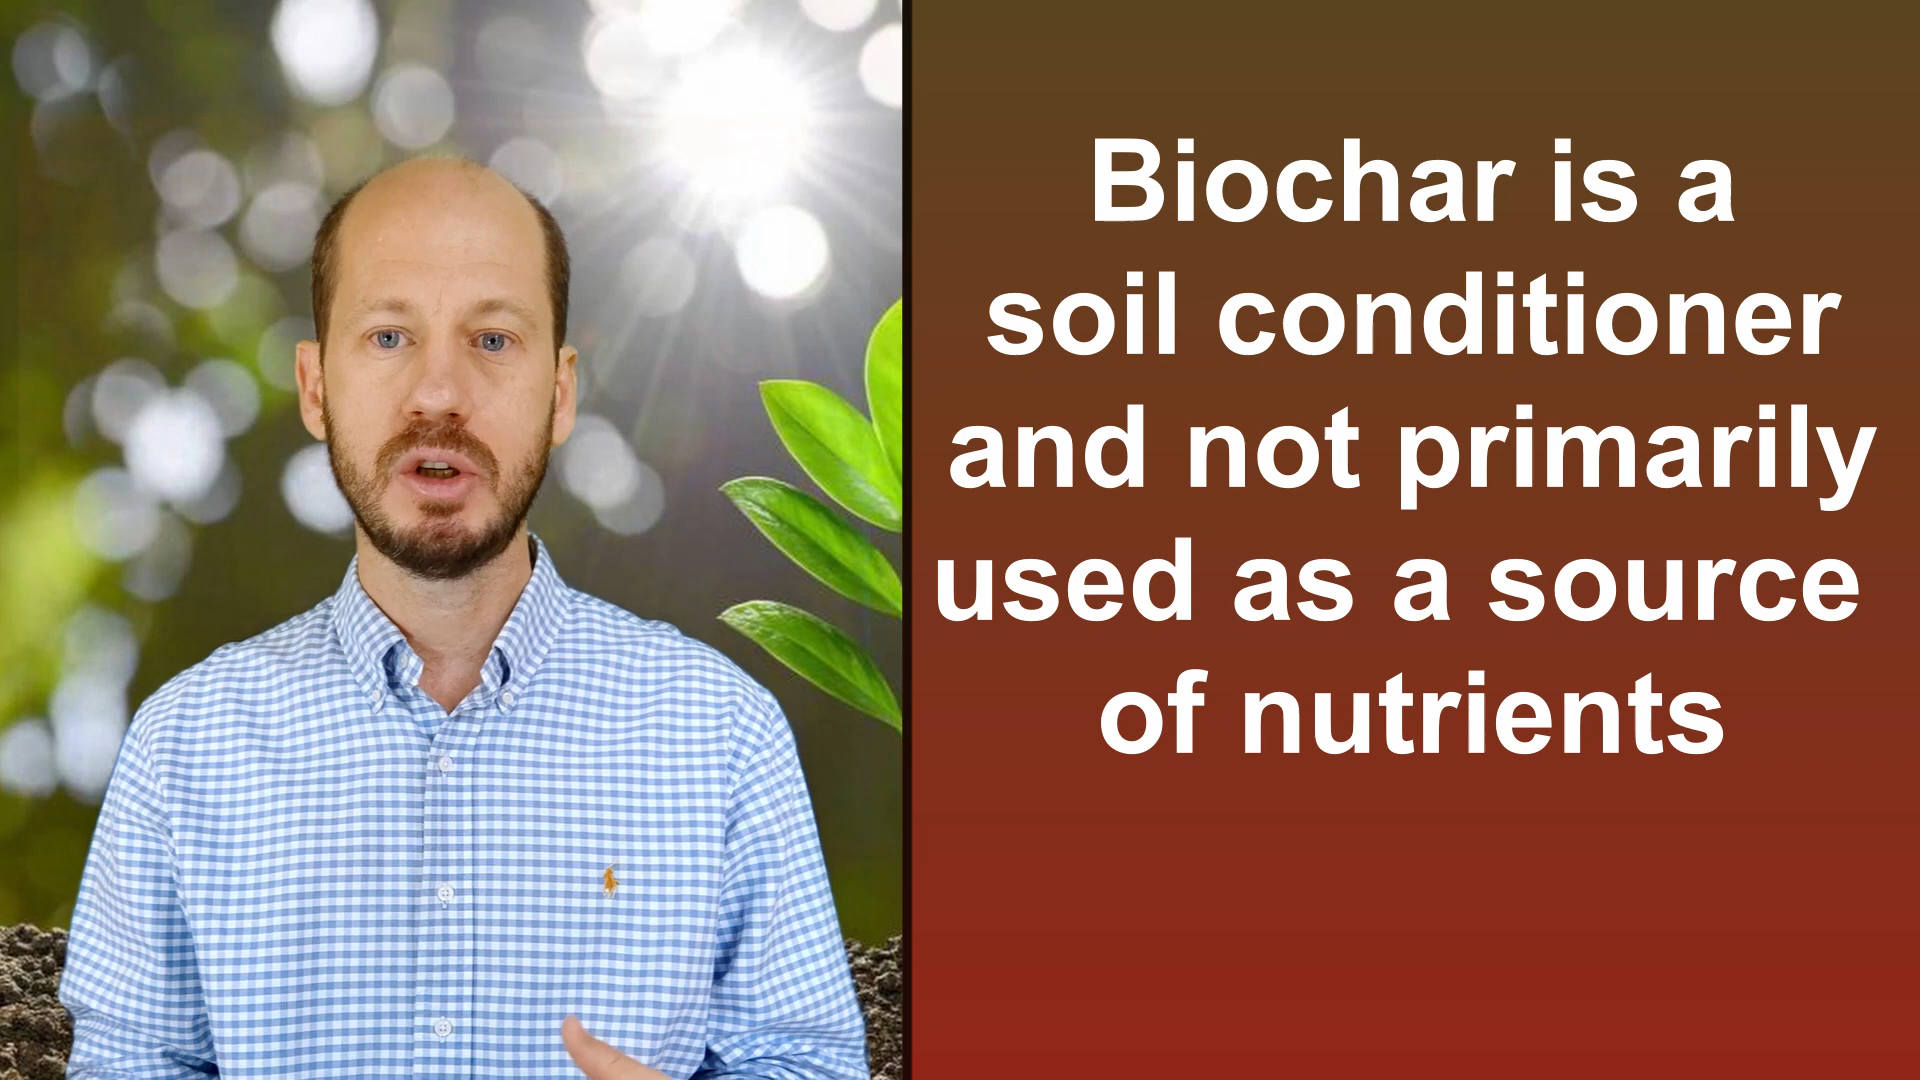 Biochar is a
soil conditioner
and not primarily
used as a source
of nutrients